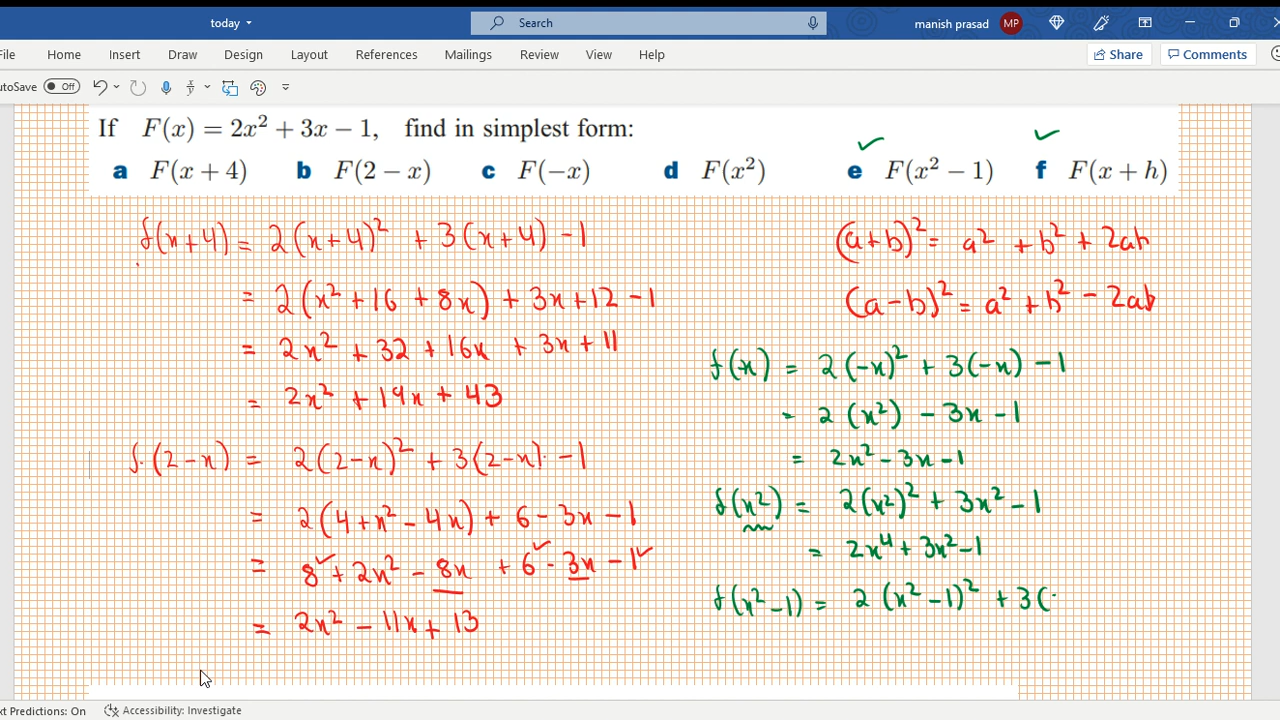 today
Search
manish prasad MP
File Home Insert Draw Design Layout References Mailings Review View Help
Share Comments
AutoSave Off
If F(x) = 2x² + 3x − 1, find in simplest form:
a F(x + 4) b F(2 − x) c F(−x) d F(x²) e F(x² − 1) f F(x + h)
f(x+4) = 2(x+4)² + 3(x+4) −1
= 2(x² +16 +8x) + 3x+12 −1
= 2x² + 32 + 16x + 3x + 11
= 2x² + 19x + 43
f(2−x) = 2(2−x)² + 3(2−x) −1
= 2(4+x² − 4x) + 6 − 3x −1
= 8 + 2x² − 8x + 6 − 3x − 1
= 2x² − 11x + 13
(a+b)² = a² + b² + 2ab
(a−b)² = a² + b² − 2ab
f(-x) = 2(−x)² + 3(−x) −1
= 2(x²) − 3x −1
= 2x² − 3x −1
f(x²) = 2(x²)² + 3x² −1
= 2x⁴ + 3x² −1
f(x² −1) = 2(x² −1)² + 3(
Text Predictions: On Accessibility: Investigate